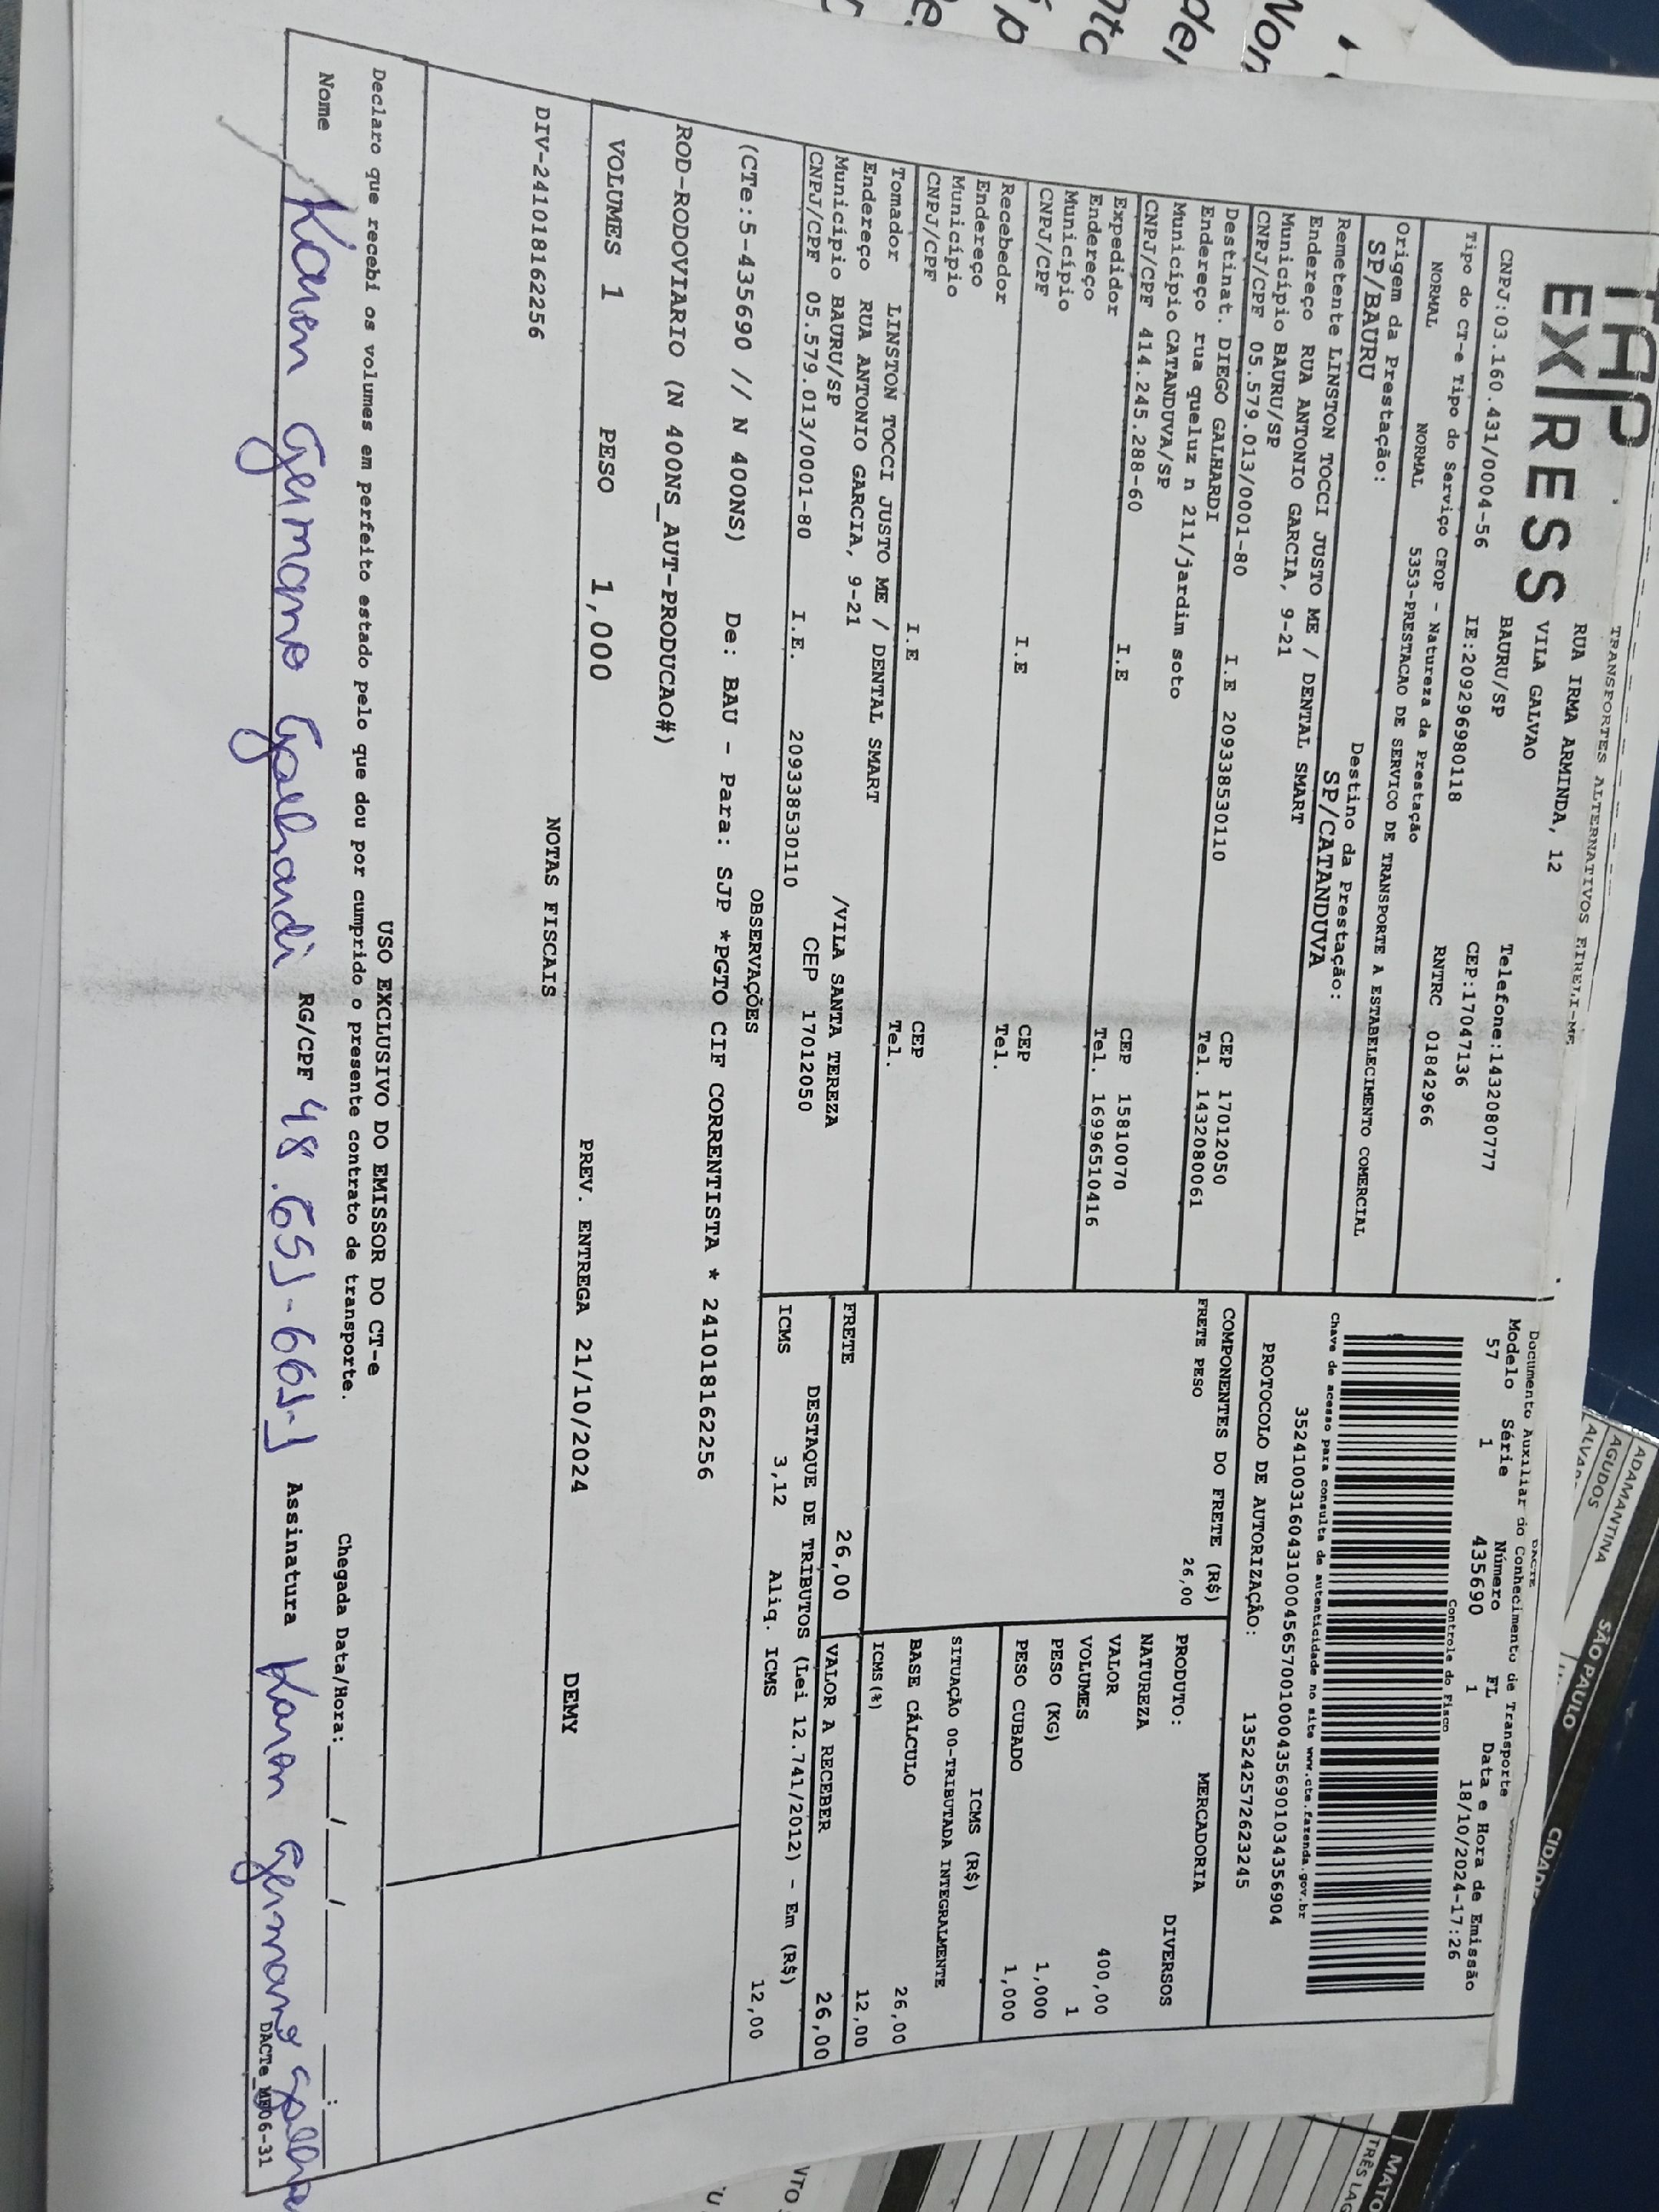 TAP
EXPRESS
TRANSPORTES ALTERNATIVOS EIRELI-ME
RUA IRMA ARMINDA, 12
VILA GALVAO
CNPJ:03.160.431/0004-56 BAURU/SP Telefone:1432080777
IE:209296980118 CEP:17047136
Tipo do CT-e Tipo do Serviço CFOP - Natureza da Prestação RNTRC 01842966
NORMAL NORMAL 5353-PRESTACAO DE SERVICO DE TRANSPORTE A ESTABELECIMENTO COMERCIAL
Origem da Prestação: Destino da Prestação:
SP/BAURU SP/CATANDUVA
Remetente LINSTON TOCCI JUSTO ME / DENTAL SMART
Endereço RUA ANTONIO GARCIA, 9-21
Município BAURU/SP CEP 17012050
CNPJ/CPF 05.579.013/0001-80 I.E 209338530110 Tel. 1432080061
Destinat. DIEGO GALHARDI
Endereço rua queluz n 211/jardim soto
Município CATANDUVA/SP CEP 15810070
CNPJ/CPF 414.245.288-60 I.E Tel. 16996510416
Expedidor
Endereço
Município CEP
CNPJ/CPF I.E Tel.
Recebedor
Endereço
Município CEP
CNPJ/CPF I.E Tel.
Tomador LINSTON TOCCI JUSTO ME / DENTAL SMART
Endereço RUA ANTONIO GARCIA, 9-21 /VILA SANTA TEREZA
Município BAURU/SP CEP 17012050
CNPJ/CPF 05.579.013/0001-80 I.E. 209338530110
DACTE
Documento Auxiliar do Conhecimento de Transporte
Modelo Série Número FL Data e Hora de Emissão
57 1 435690 1 18/10/2024-17:26
Controle do Fisco
Chave de acesso para consulta de autenticidade no site www.cte.fazenda.gov.br
35241003160431000456570010004356901034356904
PROTOCOLO DE AUTORIZAÇÃO: 135242572623245
COMPONENTES DO FRETE (R$)
FRETE PESO 26,00
MERCADORIA
PRODUTO: DIVERSOS
NATUREZA
VALOR 400,00
VOLUMES 1
PESO (KG) 1,000
PESO CUBADO 1,000
ICMS (R$)
SITUAÇÃO 00-TRIBUTADA INTEGRALMENTE
BASE CÁLCULO 26,00
ICMS(%) 12,00
FRETE 26,00 VALOR A RECEBER 26,00
DESTAQUE DE TRIBUTOS (Lei 12.741/2012) - Em (R$)
ICMS 3,12 Aliq. ICMS 12,00
OBSERVAÇÕES
(CTe:5-435690 // N 400NS) De: BAU - Para: SJP *PGTO CIF CORRENTISTA * 241018162256
ROD-RODOVIARIO (N 400NS_AUT-PRODUCAO#)
VOLUMES 1 PESO 1,000 PREV. ENTREGA 21/10/2024 DEMY
NOTAS FISCAIS
DIV-241018162256
USO EXCLUSIVO DO EMISSOR DO CT-e
Declaro que recebi os volumes em perfeito estado pelo que dou por cumprido o presente contrato de transporte. Chegada Data/Hora:____/____/______ ____:____
Nome Karen Germano Galhardi RG/CPF 48.651-661-1 Assinatura Karen Germano Galha
DACTe_ME06-31
ADAMANTINA
AGUDOS
SÃO PAULO
MATO